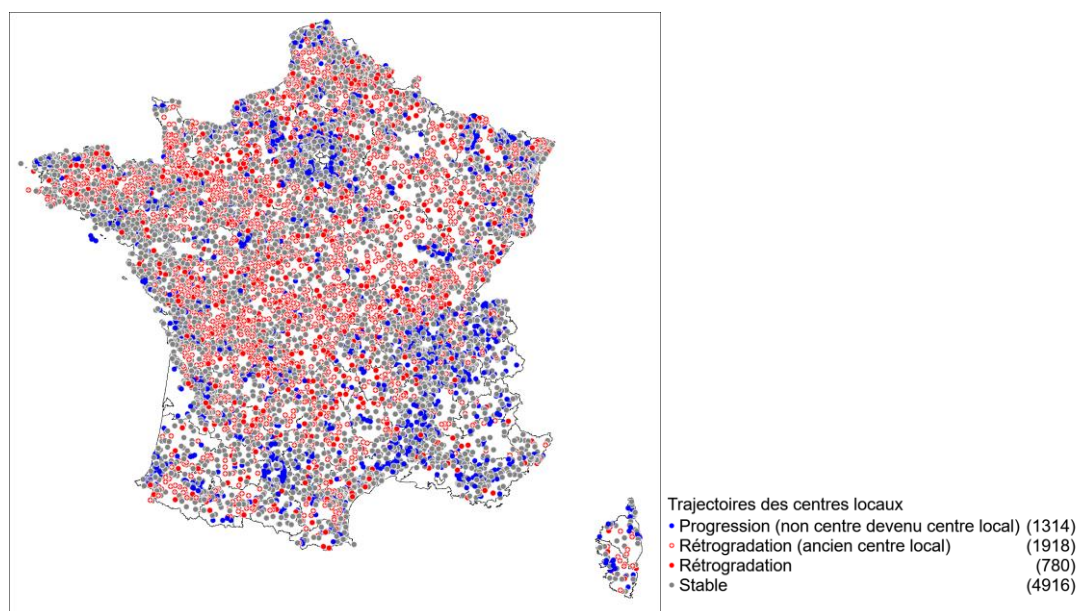 Trajectoires des centres locaux
Progression (non centre devenu centre local) (1314)
Rétrogradation (ancien centre local) (1918)
Rétrogradation (780)
Stable (4916)